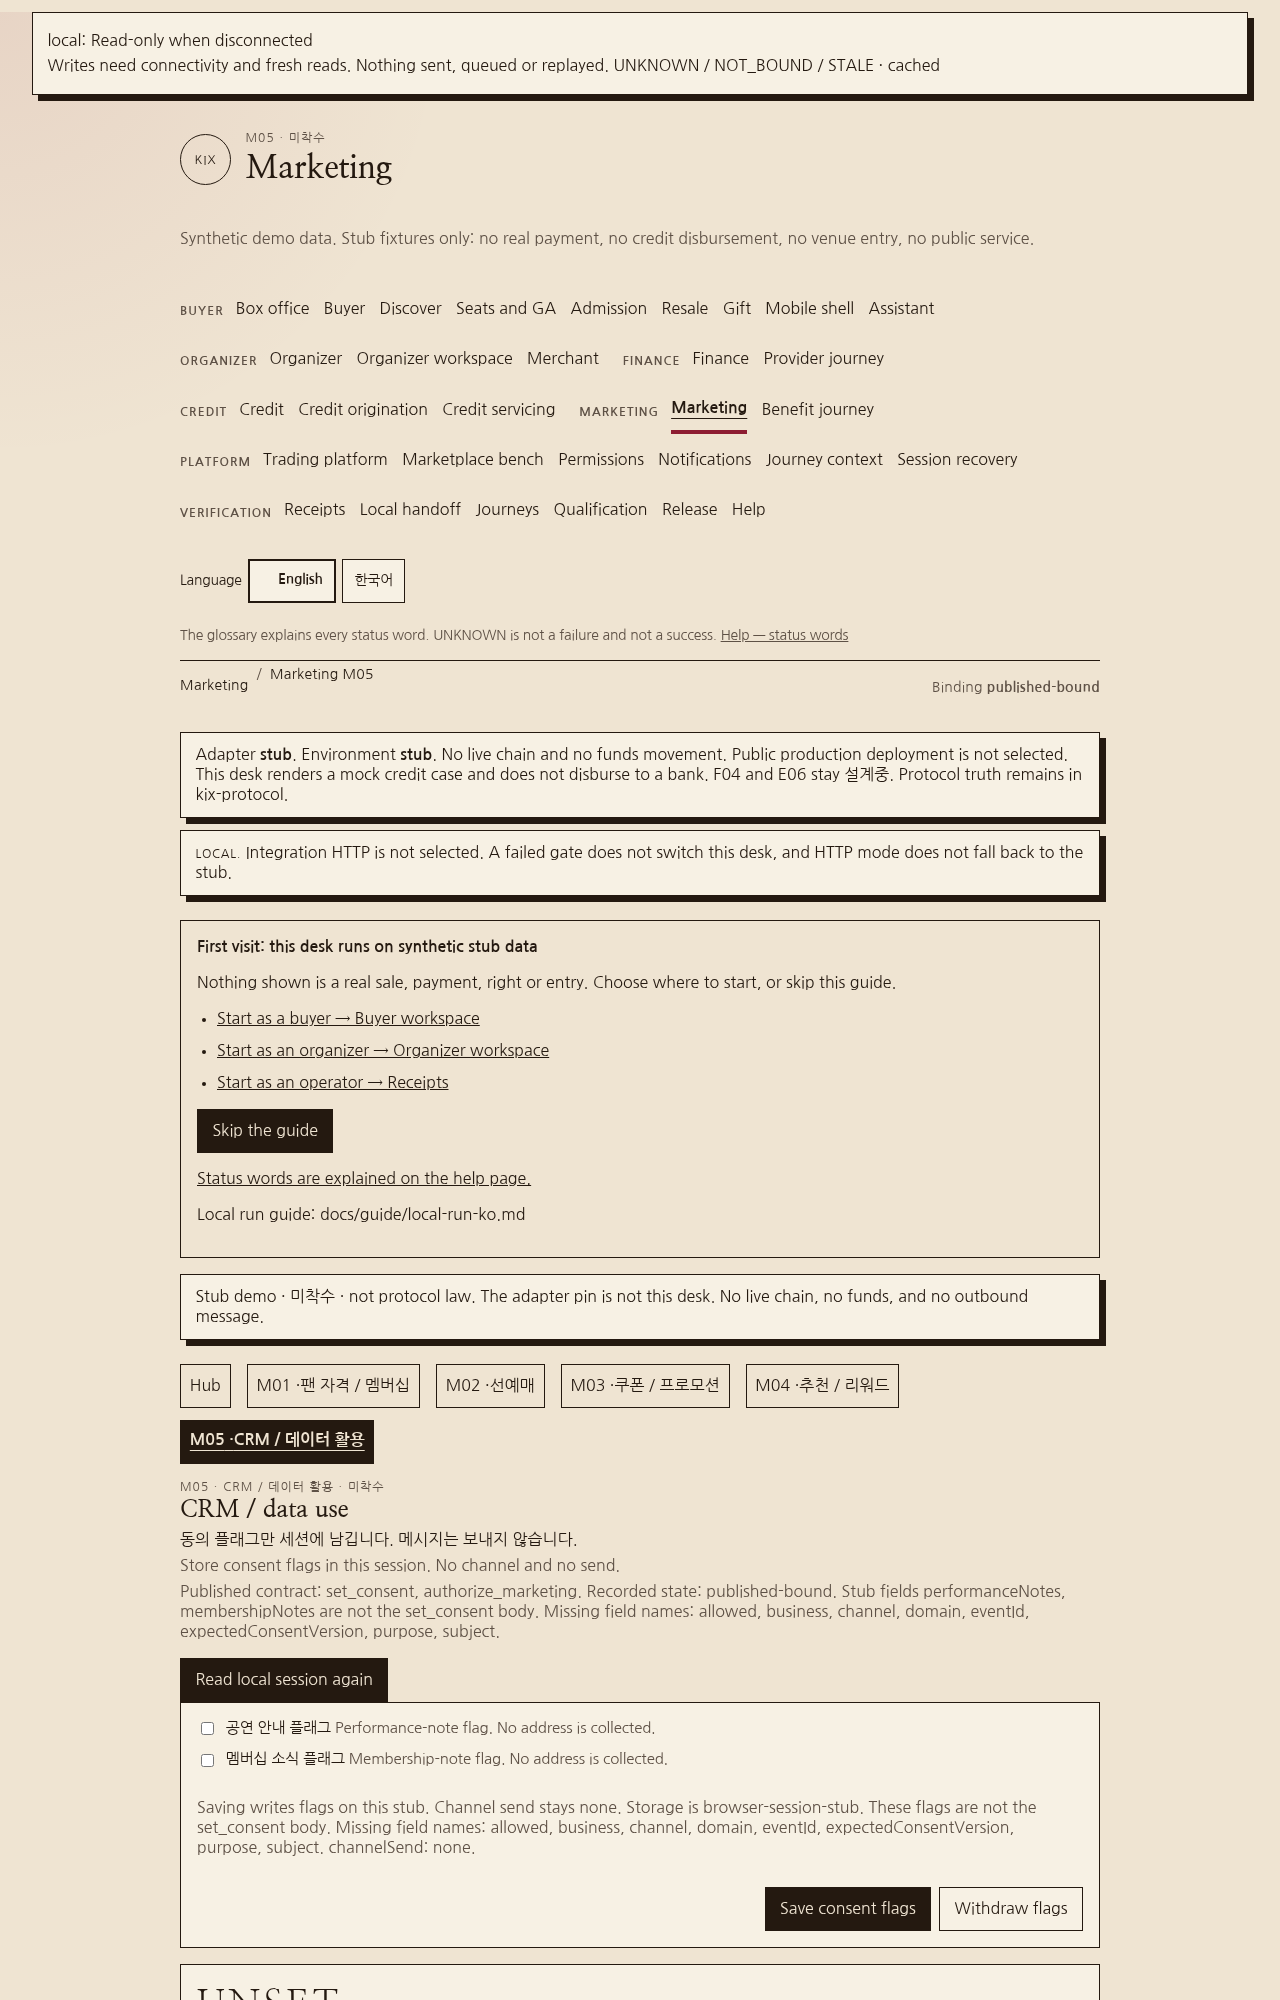 local: Read-only when disconnected
Writes need connectivity and fresh reads. Nothing sent, queued or replayed. UNKNOWN / NOT_BOUND / STALE · cached
KIX
M05 · 미착수
Marketing
Synthetic demo data. Stub fixtures only: no real payment, no credit disbursement, no venue entry, no public service.
BUYER Box office Buyer Discover Seats and GA Admission Resale Gift Mobile shell Assistant
ORGANIZER Organizer Organizer workspace Merchant FINANCE Finance Provider journey
CREDIT Credit Credit origination Credit servicing MARKETING Marketing Benefit journey
PLATFORM Trading platform Marketplace bench Permissions Notifications Journey context Session recovery
VERIFICATION Receipts Local handoff Journeys Qualification Release Help
Language English 한국어
The glossary explains every status word. UNKNOWN is not a failure and not a success. Help — status words
Marketing / Marketing M05
Binding published-bound
Adapter stub. Environment stub. No live chain and no funds movement. Public production deployment is not selected.
This desk renders a mock credit case and does not disburse to a bank. F04 and E06 stay 설계중. Protocol truth remains in
kix-protocol.
LOCAL. Integration HTTP is not selected. A failed gate does not switch this desk, and HTTP mode does not fall back to the
stub.
First visit: this desk runs on synthetic stub data
Nothing shown is a real sale, payment, right or entry. Choose where to start, or skip this guide.
• Start as a buyer → Buyer workspace
• Start as an organizer → Organizer workspace
• Start as an operator → Receipts
Skip the guide
Status words are explained on the help page.
Local run guide: docs/guide/local-run-ko.md
Stub demo · 미착수 · not protocol law. The adapter pin is not this desk. No live chain, no funds, and no outbound
message.
Hub M01 ·팬 자격 / 멤버십 M02 ·선예매 M03 ·쿠폰 / 프로모션 M04 ·추천 / 리워드
M05 ·CRM / 데이터 활용
M05 · CRM / 데이터 활용 · 미착수
CRM / data use
동의 플래그만 세션에 남깁니다. 메시지는 보내지 않습니다.
Store consent flags in this session. No channel and no send.
Published contract: set_consent, authorize_marketing. Recorded state: published-bound. Stub fields performanceNotes,
membershipNotes are not the set_consent body. Missing field names: allowed, business, channel, domain, eventId,
expectedConsentVersion, purpose, subject.
Read local session again
공연 안내 플래그 Performance-note flag. No address is collected.
멤버십 소식 플래그 Membership-note flag. No address is collected.
Saving writes flags on this stub. Channel send stays none. Storage is browser-session-stub. These flags are not the
set_consent body. Missing field names: allowed, business, channel, domain, eventId, expectedConsentVersion,
purpose, subject. channelSend: none.
Save consent flags Withdraw flags
UNSET